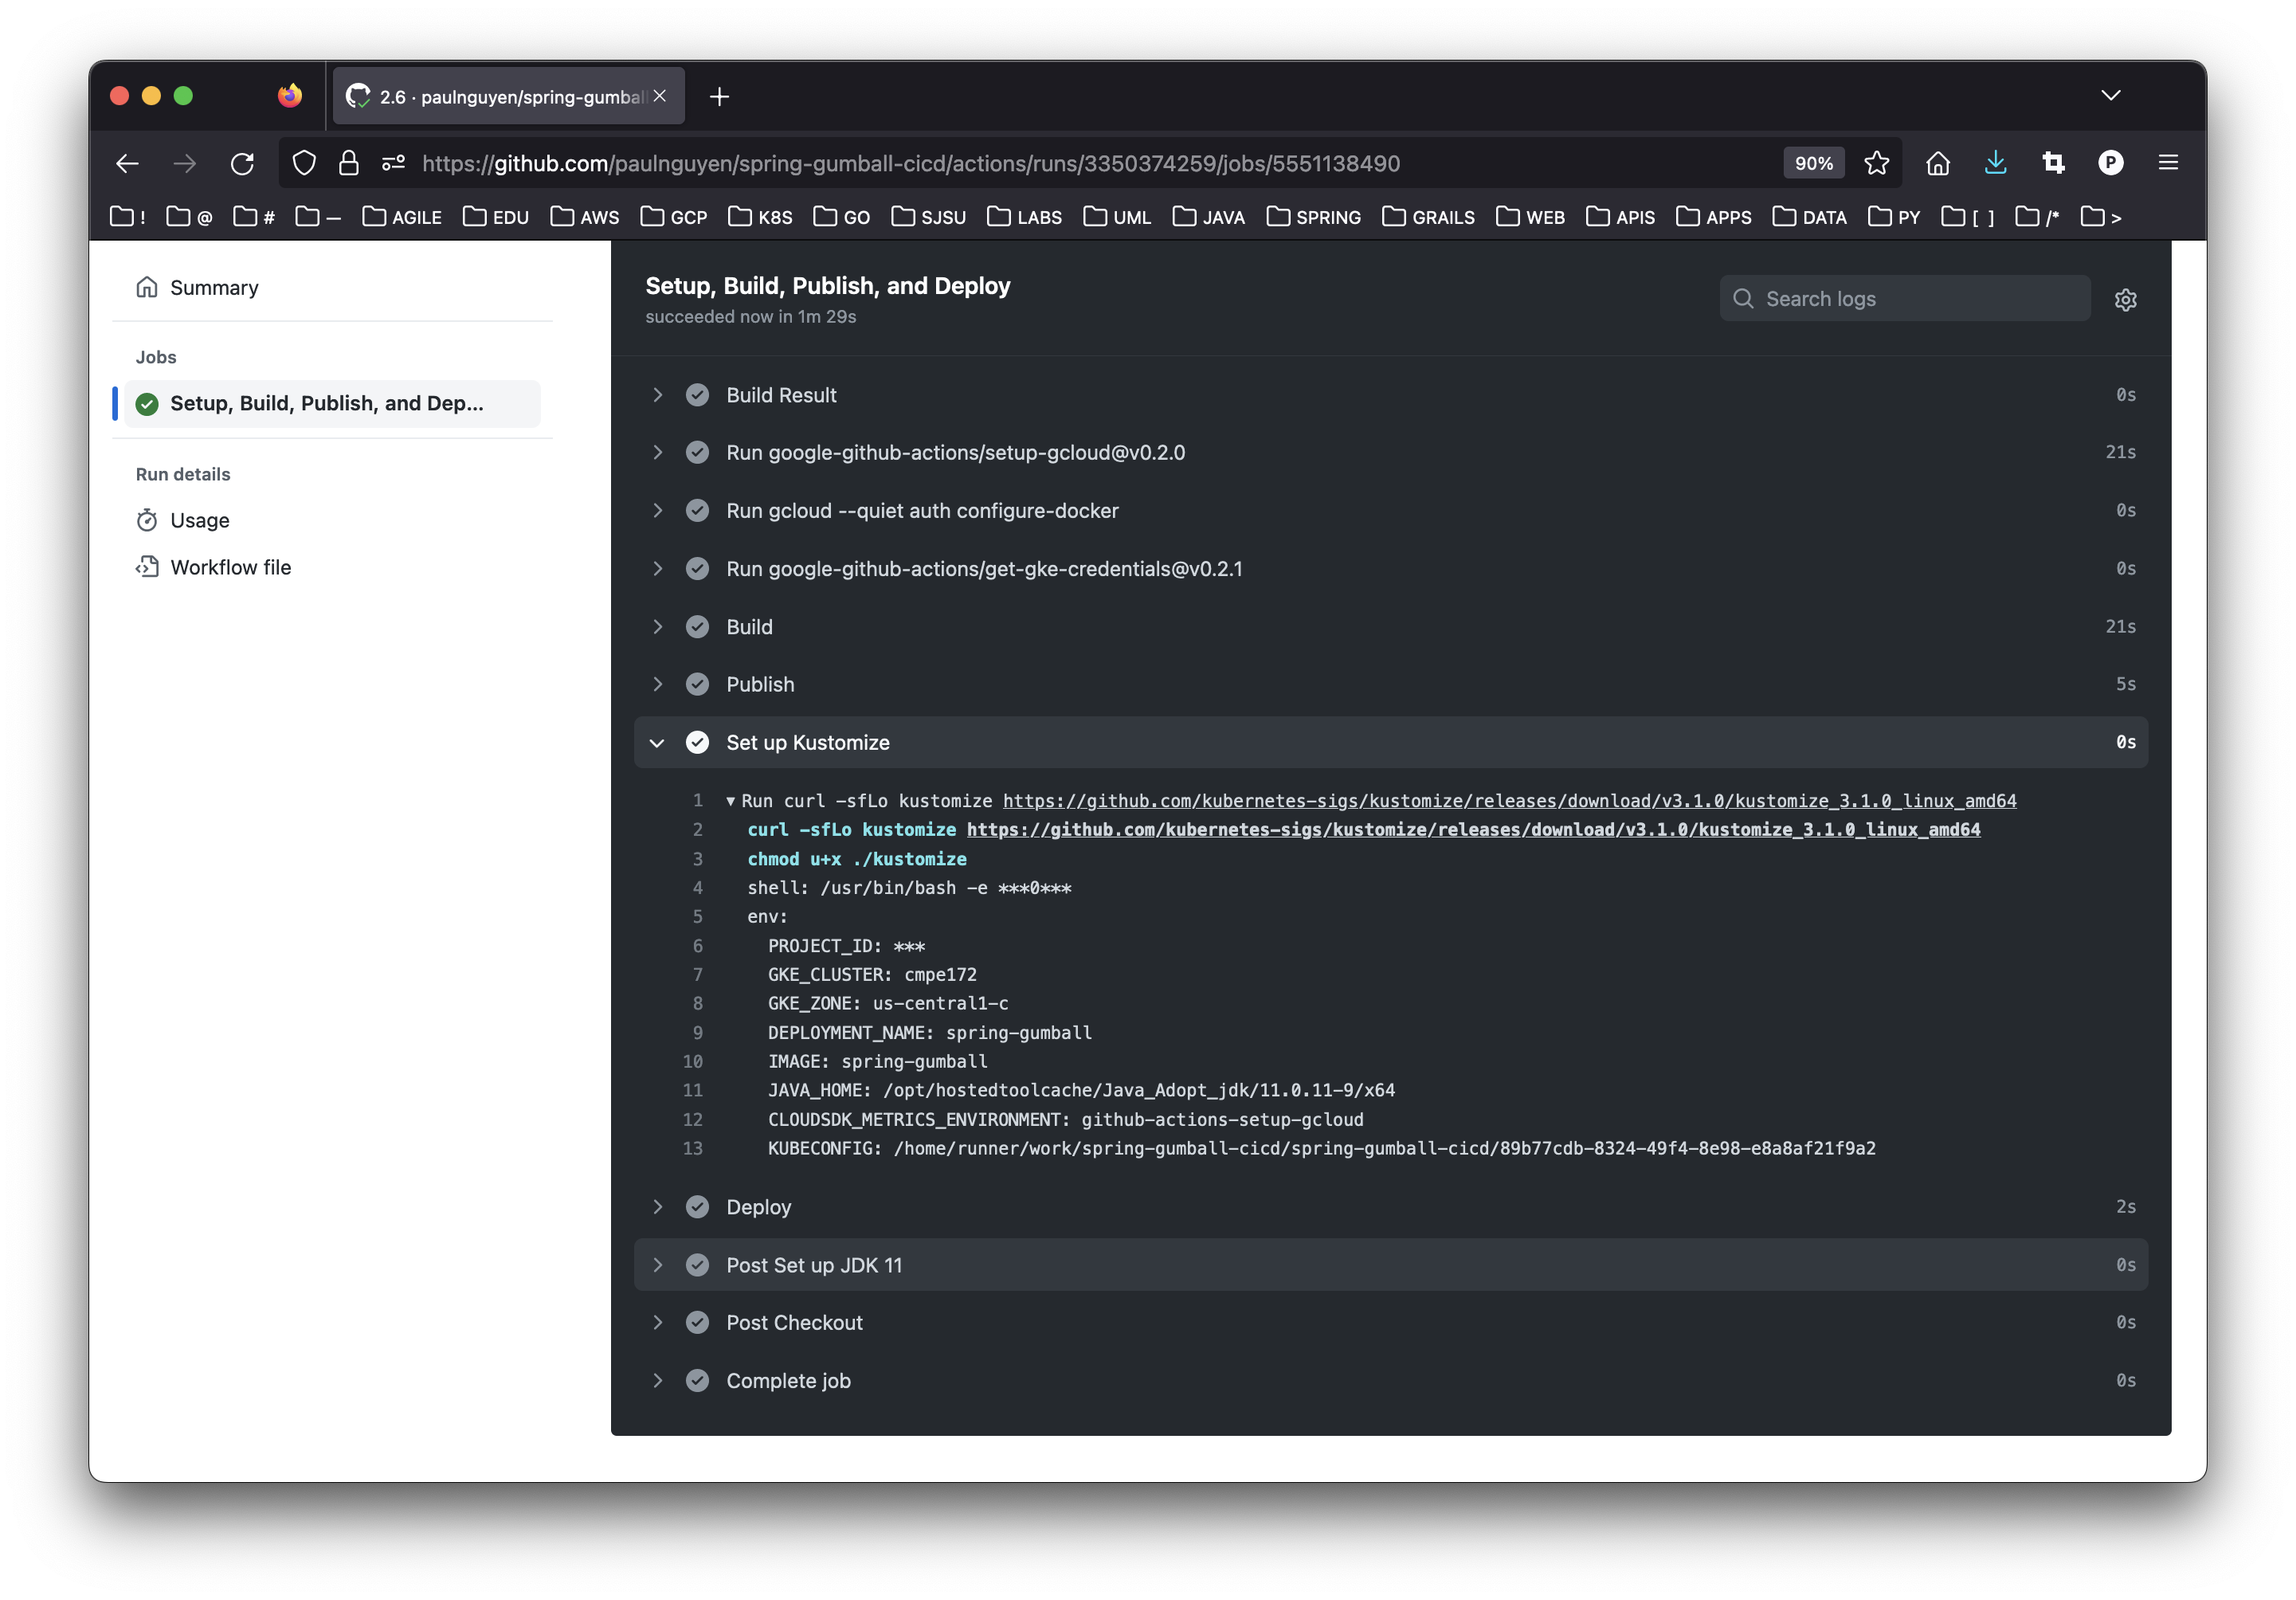 2.6 · paulnguyen/spring-gumbal
https://github.com/paulnguyen/spring-gumball-cicd/actions/runs/3350374259/jobs/5551138490
90%
P
! @ # — AGILE EDU AWS GCP K8S GO SJSU LABS UML JAVA SPRING GRAILS WEB APIS APPS DATA PY [ ] /* >
Summary
Jobs
Setup, Build, Publish, and Dep...
Run details
Usage
Workflow file
Setup, Build, Publish, and Deploy
succeeded now in 1m 29s
Search logs
Build Result 0s
Run google-github-actions/setup-gcloud@v0.2.0 21s
Run gcloud --quiet auth configure-docker 0s
Run google-github-actions/get-gke-credentials@v0.2.1 0s
Build 21s
Publish 5s
Set up Kustomize 0s
1 ▼ Run curl -sfLo kustomize https://github.com/kubernetes-sigs/kustomize/releases/download/v3.1.0/kustomize_3.1.0_linux_amd64
2 curl -sfLo kustomize https://github.com/kubernetes-sigs/kustomize/releases/download/v3.1.0/kustomize_3.1.0_linux_amd64
3 chmod u+x ./kustomize
4 shell: /usr/bin/bash -e ***0***
5 env:
6 PROJECT_ID: ***
7 GKE_CLUSTER: cmpe172
8 GKE_ZONE: us-central1-c
9 DEPLOYMENT_NAME: spring-gumball
10 IMAGE: spring-gumball
11 JAVA_HOME: /opt/hostedtoolcache/Java_Adopt_jdk/11.0.11-9/x64
12 CLOUDSDK_METRICS_ENVIRONMENT: github-actions-setup-gcloud
13 KUBECONFIG: /home/runner/work/spring-gumball-cicd/spring-gumball-cicd/89b77cdb-8324-49f4-8e98-e8a8af21f9a2
Deploy 2s
Post Set up JDK 11 0s
Post Checkout 0s
Complete job 0s